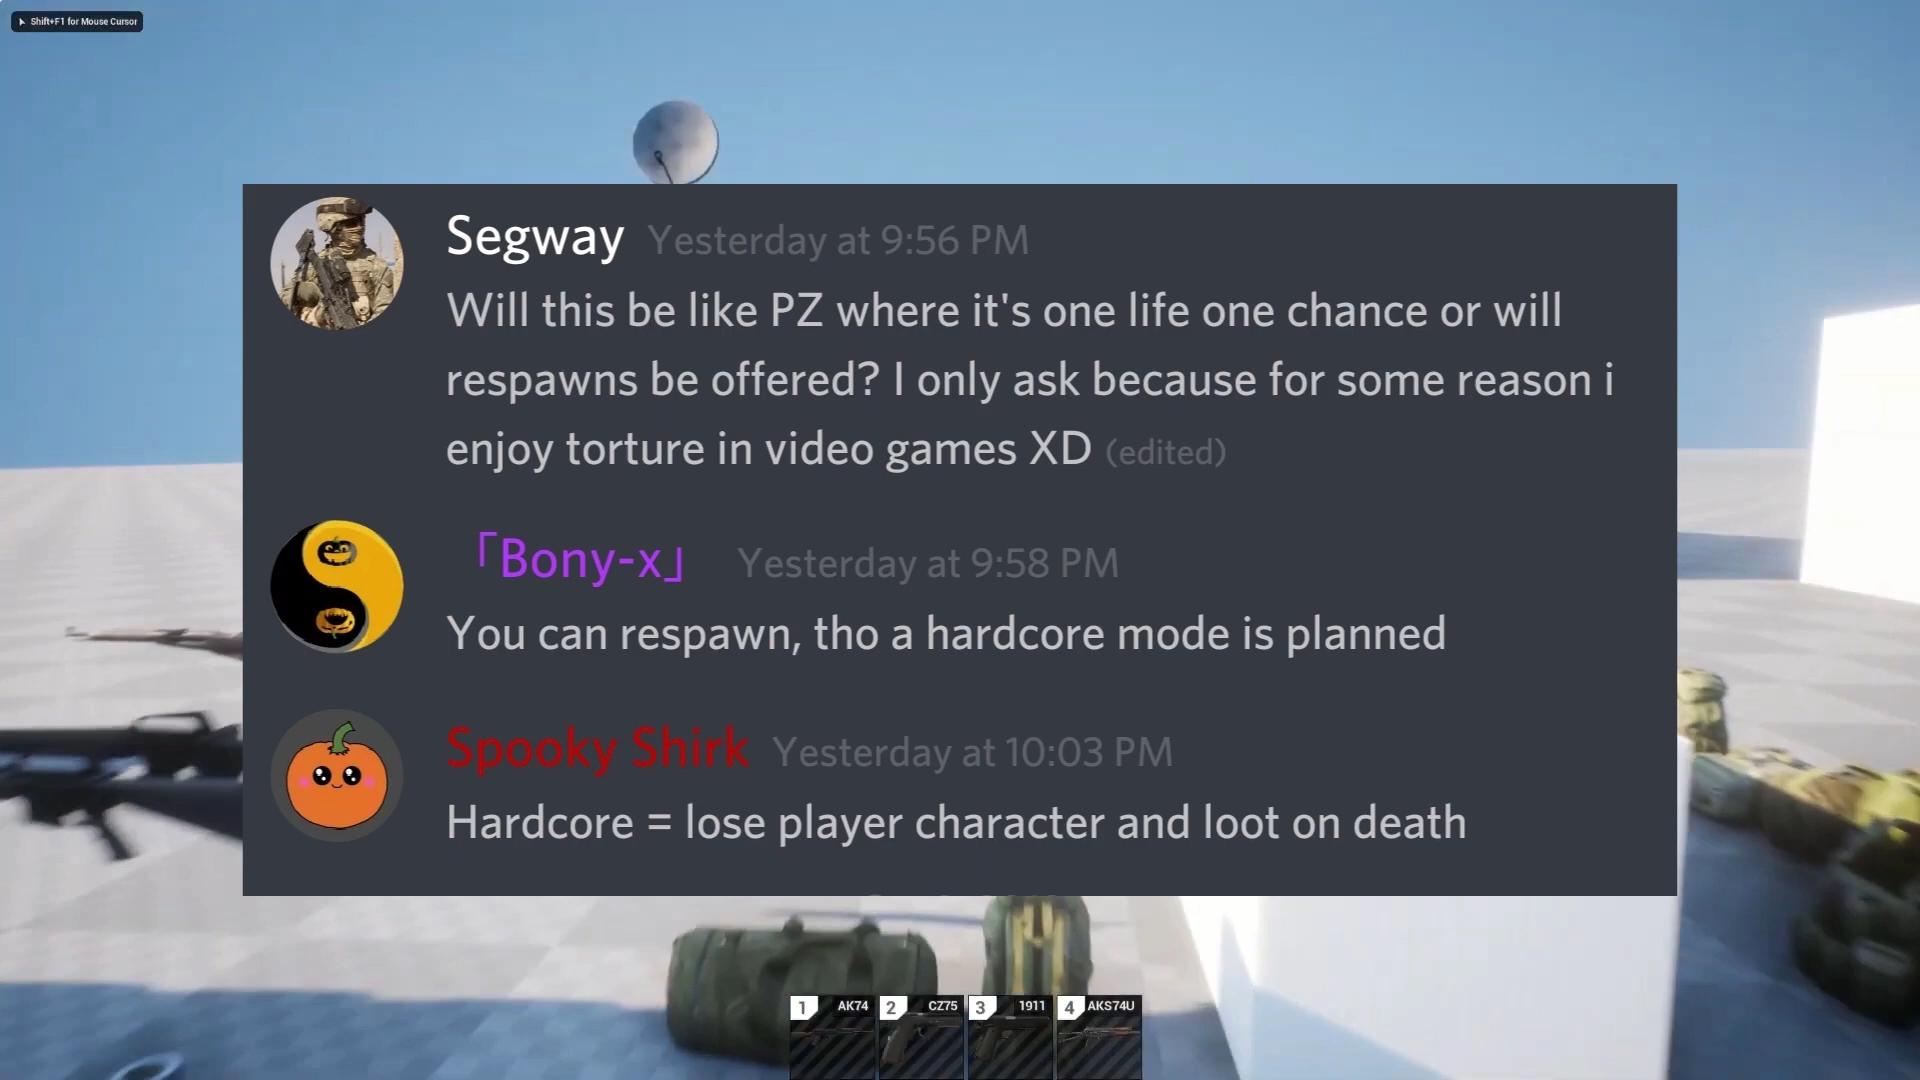 Shift+F1 for Mouse Cursor
Segway Yesterday at 9:56 PM
Will this be like PZ where it's one life one chance or will
respawns be offered? I only ask because for some reason i
enjoy torture in video games XD (edited)
「Bony-x」 Yesterday at 9:58 PM
You can respawn, tho a hardcore mode is planned
Spooky Shirk Yesterday at 10:03 PM
Hardcore = lose player character and loot on death
1 AK74 2 CZ75 3 1911 4 AKS74U